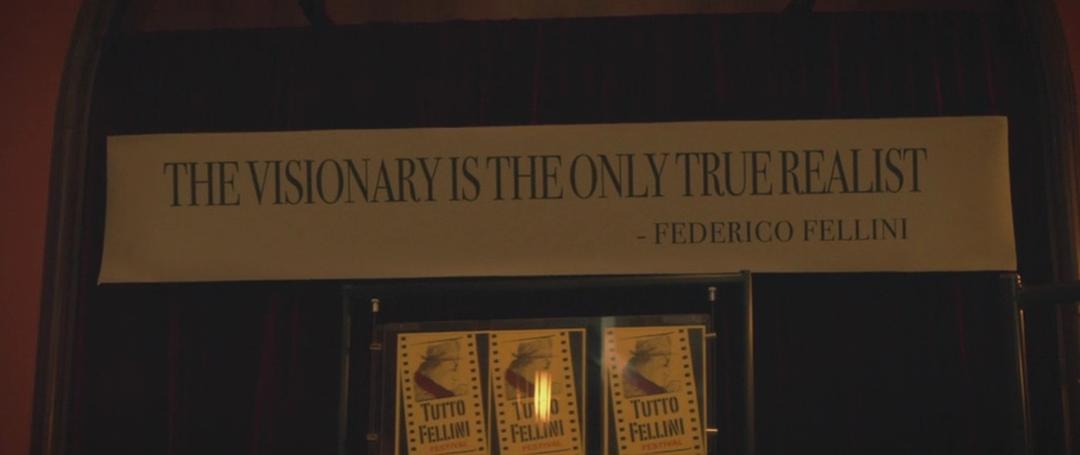 THE VISIONARY IS THE ONLY TRUE REALIST
- FEDERICO FELLINI
TUTTO
FELLINI
FESTIVAL
TUTTO
FELLINI
FESTIVAL
TUTTO
FELLINI
FESTIVAL